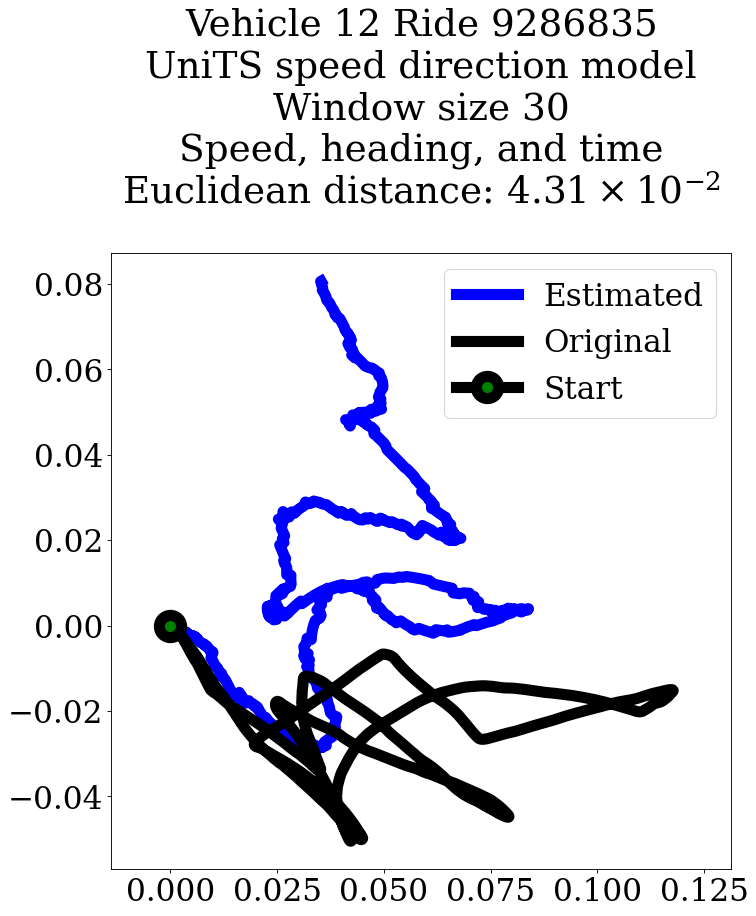 Vehicle 12 Ride 9286835
UniTS speed direction model
Window size 30
Speed, heading, and time
Euclidean distance: 4.31 × 10⁻²
Estimated
Original
Start
0.08
0.06
0.04
0.02
0.00
−0.02
−0.04
0.000 0.025 0.050 0.075 0.100 0.125